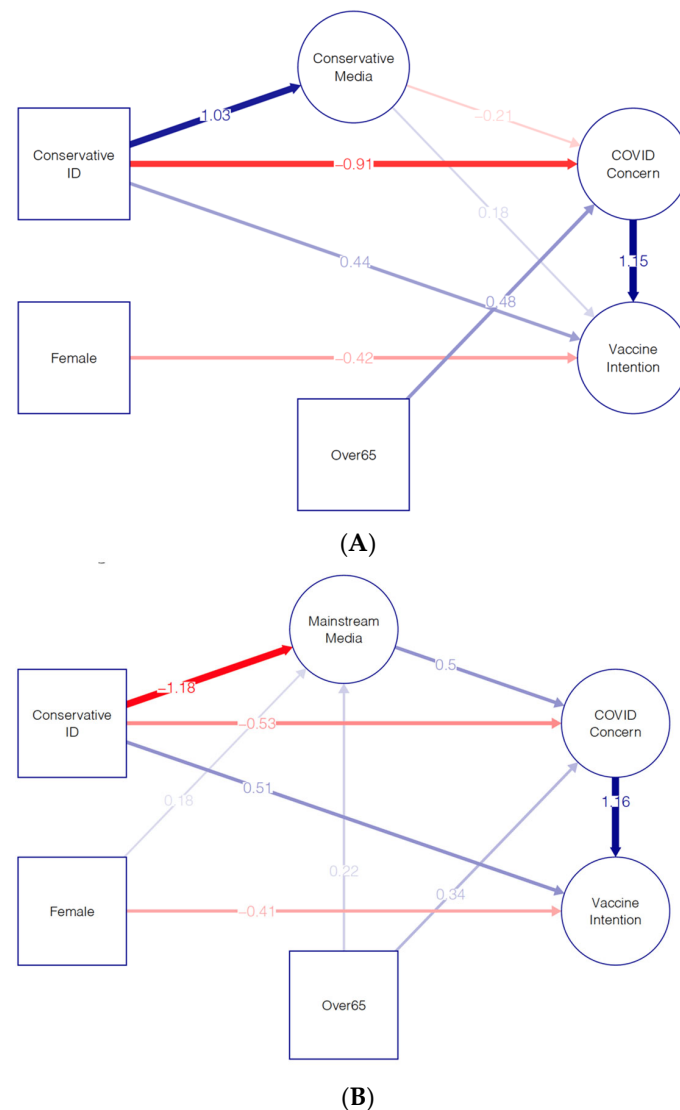 Conservative
Media
1.03
−0.21
Conservative
ID
−0.91
COVID
Concern
0.18
0.44
1.15
0.48
Female
−0.42
Vaccine
Intention
Over65
(A)
Mainstream
Media
−1.18
0.5
Conservative
ID
−0.53
COVID
Concern
0.51
0.18
1.16
0.22
0.34
Female
−0.41
Vaccine
Intention
Over65
(B)